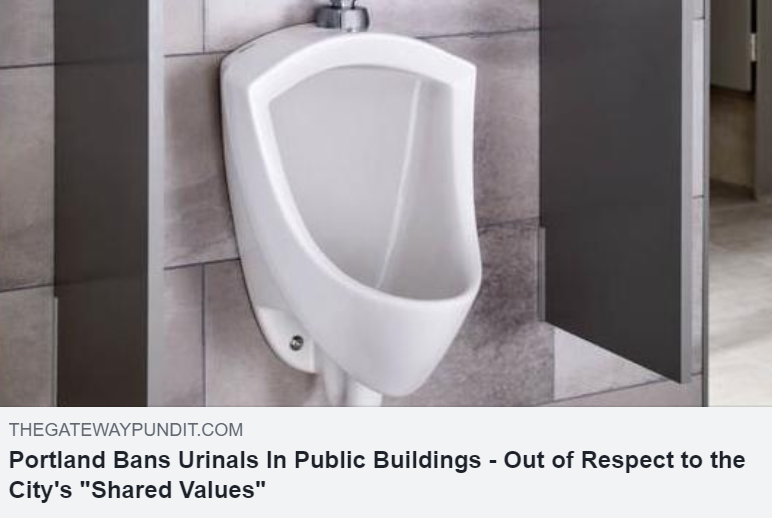 THEGATEWAYPUNDIT.COM
Portland Bans Urinals In Public Buildings - Out of Respect to the
City's "Shared Values"